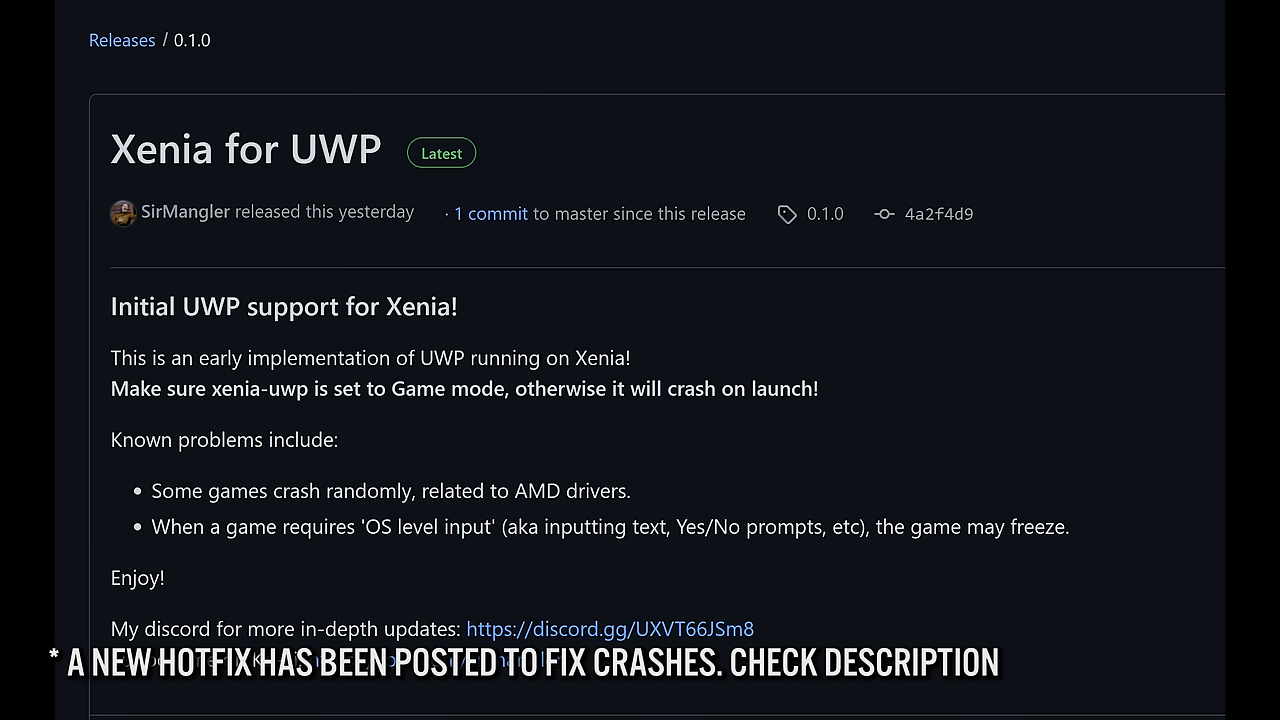 Releases / 0.1.0
Xenia for UWP Latest
SirMangler released this yesterday · 1 commit to master since this release 0.1.0 4a2f4d9
Initial UWP support for Xenia!
This is an early implementation of UWP running on Xenia!
Make sure xenia-uwp is set to Game mode, otherwise it will crash on launch!
Known problems include:
• Some games crash randomly, related to AMD drivers.
• When a game requires 'OS level input' (aka inputting text, Yes/No prompts, etc), the game may freeze.
Enjoy!
My discord for more in-depth updates: https://discord.gg/UXVT66JSm8
* A NEW HOTFIX HAS BEEN POSTED TO FIX CRASHES. CHECK DESCRIPTION